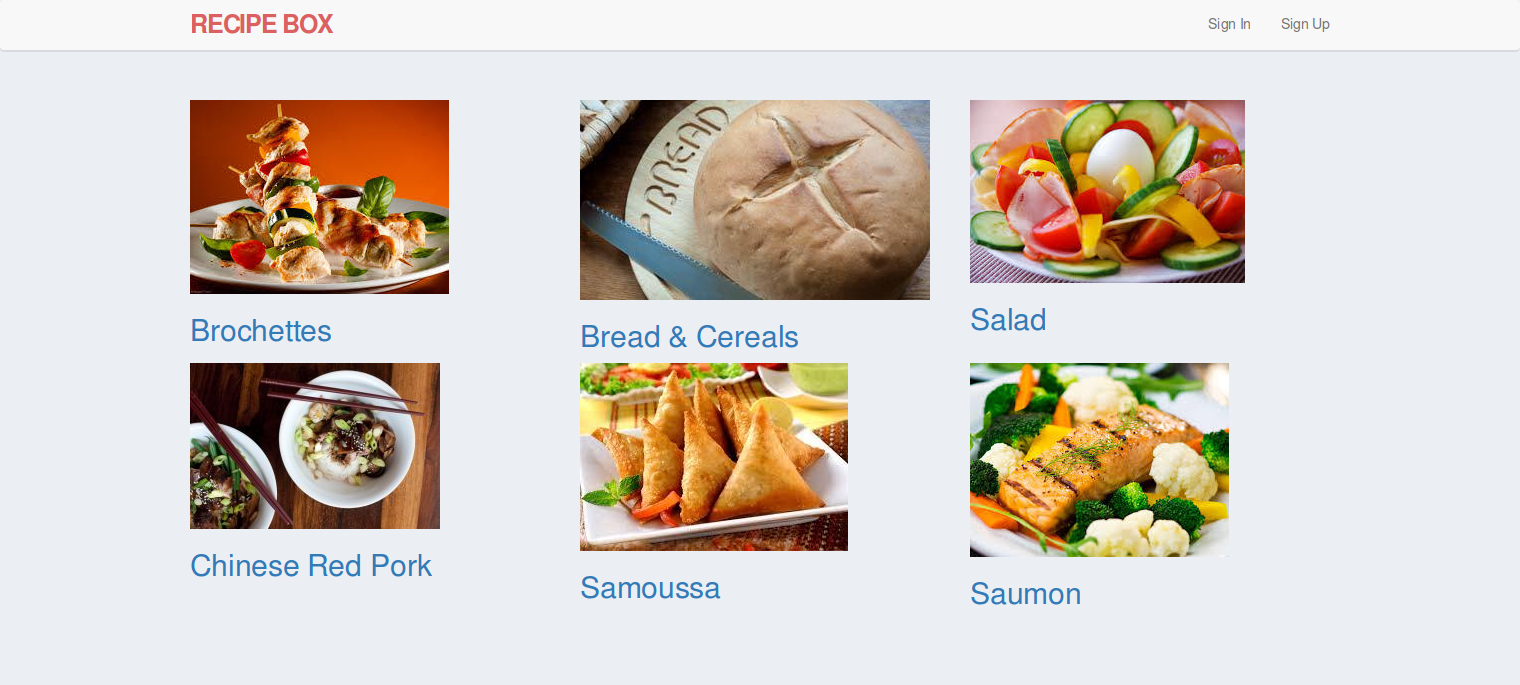 RECIPE BOX
Sign In
Sign Up
BREAD
Brochettes
Bread & Cereals
Salad
Chinese Red Pork
Samoussa
Saumon